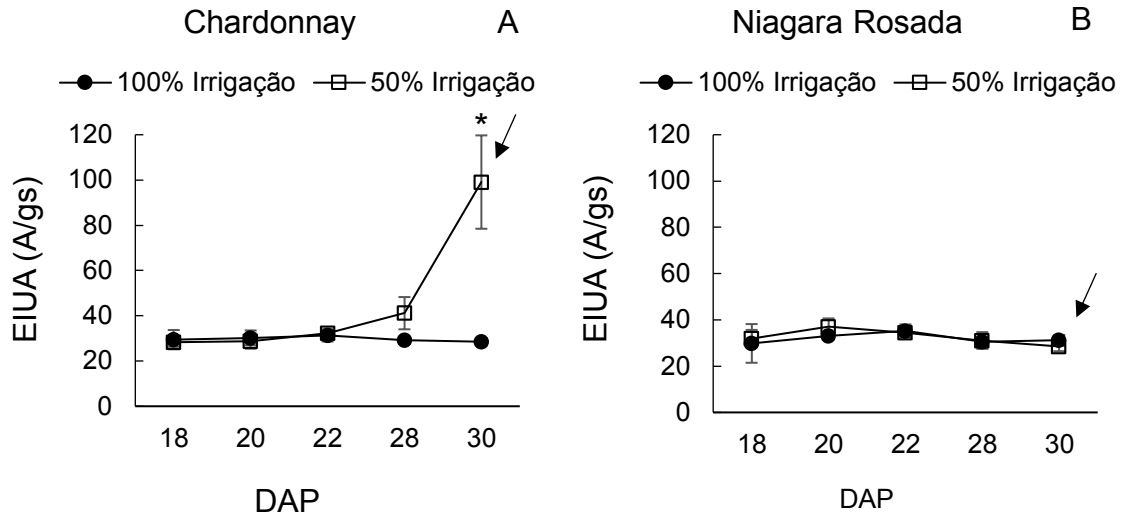 Chardonnay A
100% Irrigação 50% Irrigação
*
120
100
80
60
40
20
0
EIUA (A/gs)
18 20 22 28 30
DAP
Niagara Rosada B
100% Irrigação 50% Irrigação
120
100
80
60
40
20
0
EIUA (A/gs)
18 20 22 28 30
DAP